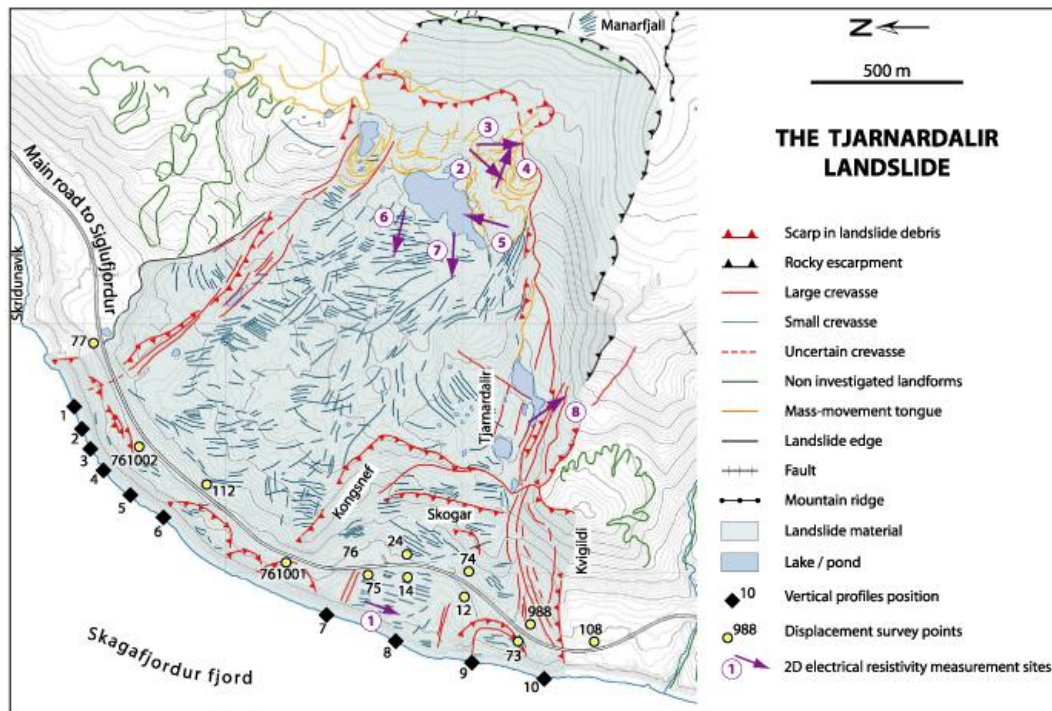 Manarfjall
N
500 m
THE TJARNARDALIR
LANDSLIDE
Scarp in landslide debris
Rocky escarpment
Large crevasse
Small crevasse
Uncertain crevasse
Non investigated landforms
Mass-movement tongue
Landslide edge
Fault
Mountain ridge
Landslide material
Lake / pond
10 Vertical profiles position
988 Displacement survey points
1 2D electrical resistivity measurement sites
Main road to Siglufjordur
Skridunavik
3
2
4
6
7
5
77
Tjarnardalir
8
1
2
3
4
5
6
761002
112
Kongsnef
Skogar
Kvigildi
76
24
74
761001
75
14
12
988
108
1
73
7
8
9
10
Skagafjordur fjord